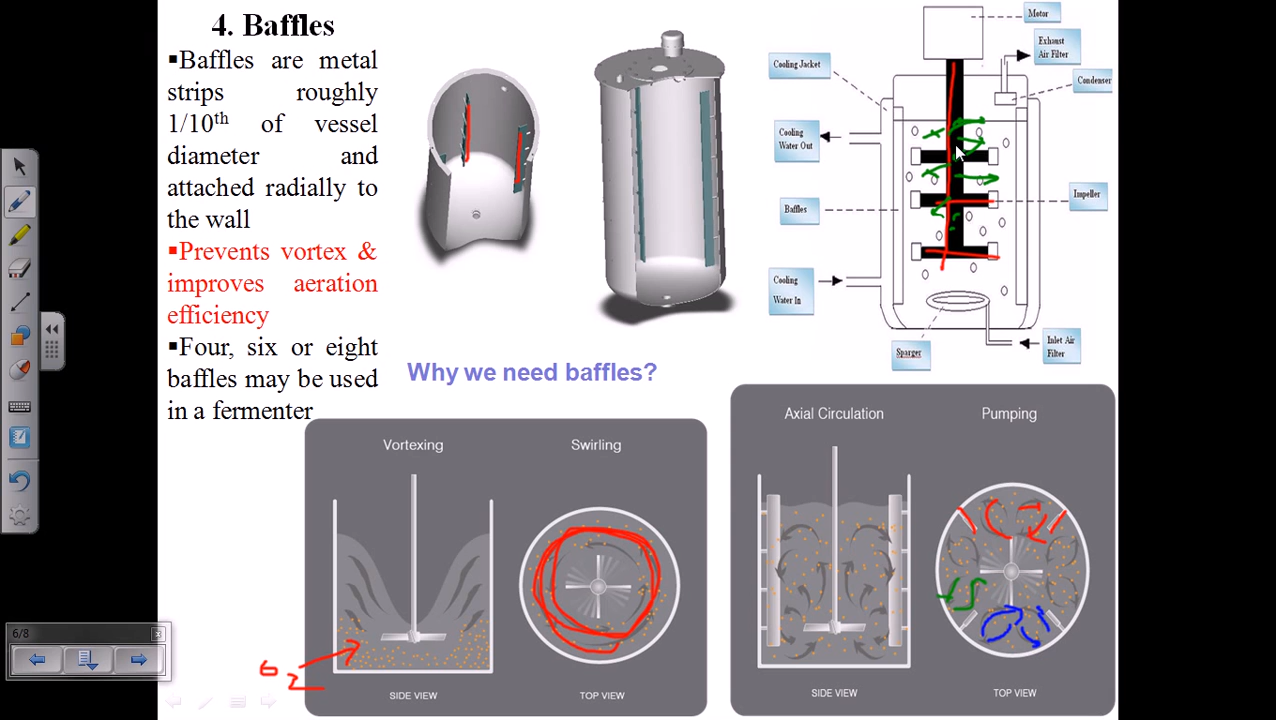 4. Baffles
▪Baffles are metal
strips roughly
1/10th of vessel
diameter and
attached radially to
the wall
▪Prevents vortex &
improves aeration
efficiency
▪Four, six or eight
baffles may be used
in a fermenter
Motor
Exhaust
Air Filter
Cooling Jacket
Condenser
Cooling
Water Out
Impeller
Baffles
Cooling
Water In
Sparger
Inlet Air
Filter
Why we need baffles?
Vortexing
Swirling
SIDE VIEW
TOP VIEW
Axial Circulation
Pumping
SIDE VIEW
TOP VIEW
6/8